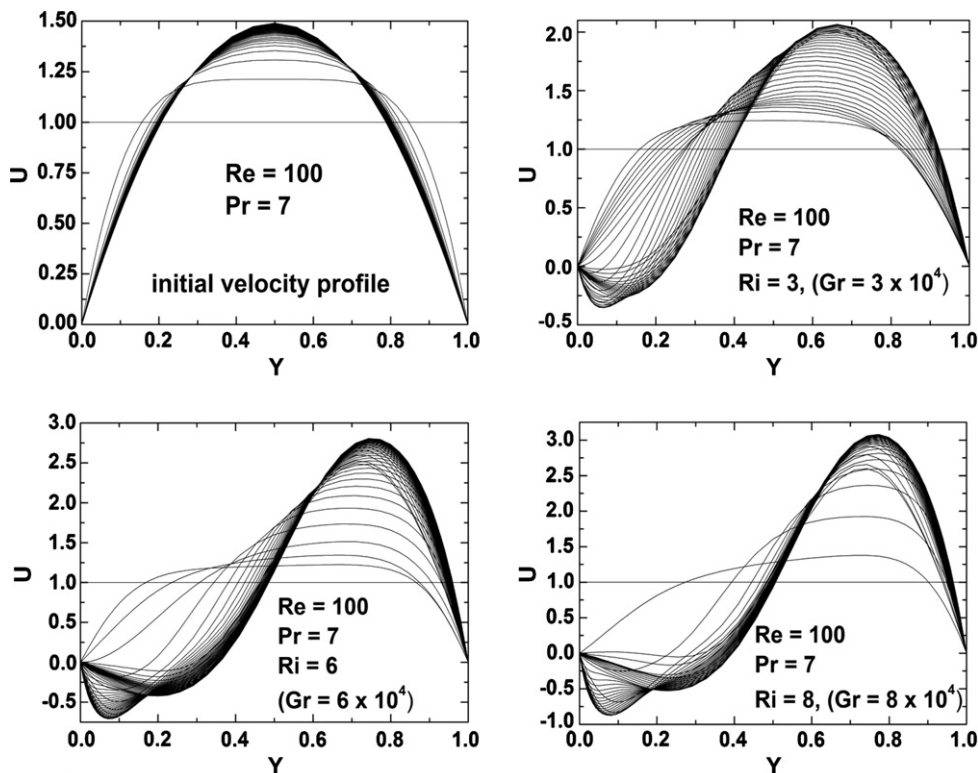 1.50
1.25
1.00
0.75
0.50
1.25
0.00
U
Re = 100
Pr = 7
initial velocity profile
0.0 0.2 0.4 0.6 0.8 1.0
Y
2.0
1.5
1.0
0.5
0.0
-0.5
U
Re = 100
Pr = 7
Ri = 3, (Gr = 3 x 10⁴)
0.0 0.2 0.4 0.6 0.8 1.0
Y
3.0
2.5
2.0
1.5
1.0
0.5
0.0
-0.5
U
Re = 100
Pr = 7
Ri = 6
(Gr = 6 x 10⁴)
0.0 0.2 0.4 0.6 0.8 1.0
Y
3.0
2.5
2.0
1.5
1.0
0.5
0.0
-0.5
-1.0
U
Re = 100
Pr = 7
Ri = 8, (Gr = 8 x 10⁴)
0.0 0.2 0.4 0.6 0.8 1.0
Y